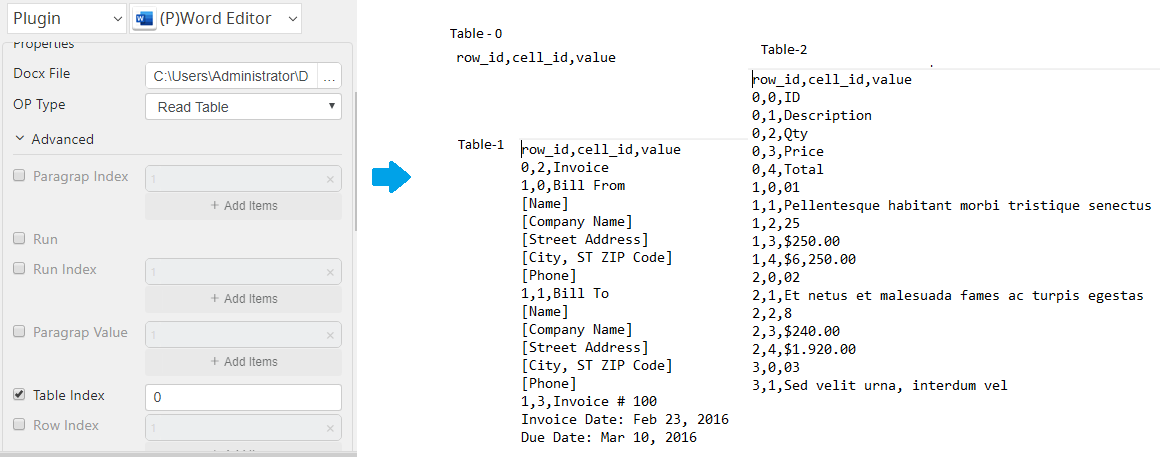 Plugin
(P)Word Editor
Properties
Docx File
C:\Users\Administrator\D
...
OP Type
Read Table
Advanced
Paragrap Index
1
×
+ Add Items
Run
Run Index
1
×
+ Add Items
Paragrap Value
1
×
+ Add Items
Table Index
0
Row Index
1
×
Table - 0
row_id,cell_id,value
Table-1
row_id,cell_id,value
0,2,Invoice
1,0,Bill From
[Name]
[Company Name]
[Street Address]
[City, ST ZIP Code]
[Phone]
1,1,Bill To
[Name]
[Company Name]
[Street Address]
[City, ST ZIP Code]
[Phone]
1,3,Invoice # 100
Invoice Date: Feb 23, 2016
Due Date: Mar 10, 2016
Table-2
row_id,cell_id,value
0,0,ID
0,1,Description
0,2,Qty
0,3,Price
0,4,Total
1,0,01
1,1,Pellentesque habitant morbi tristique senectus
1,2,25
1,3,$250.00
1,4,$6,250.00
2,0,02
2,1,Et netus et malesuada fames ac turpis egestas
2,2,8
2,3,$240.00
2,4,$1.920.00
3,0,03
3,1,Sed velit urna, interdum vel